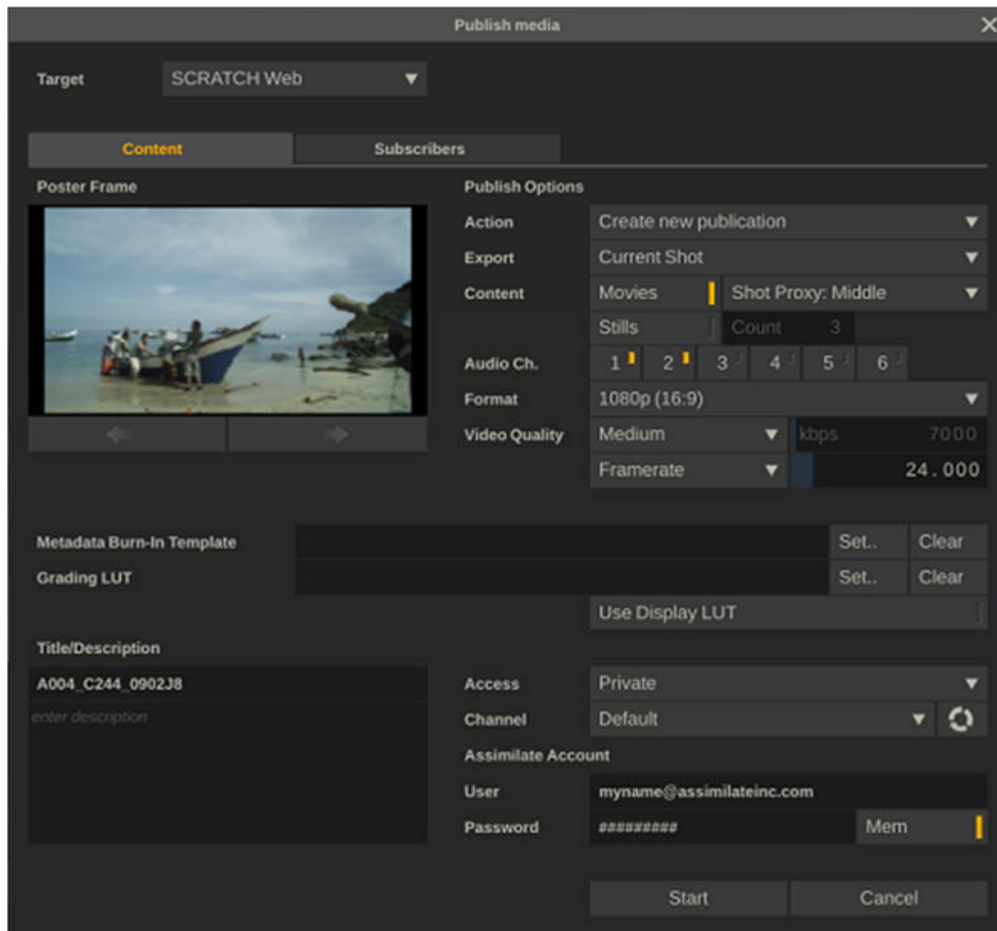 Publish media
Target SCRATCH Web
Content Subscribers
Poster Frame Publish Options
Action Create new publication
Export Current Shot
Content Movies Shot Proxy: Middle
Stills Count 3
Audio Ch. 1 2 3 4 5 6
Format 1080p (16:9)
Video Quality Medium kbps 7000
Framerate 24.000
Metadata Burn-In Template Set.. Clear
Grading LUT Set.. Clear
Use Display LUT
Title/Description
A004_C244_0902J8 Access Private
enter description Channel Default
Assimilate Account
User myname@assimilateinc.com
Password ######### Mem
Start Cancel